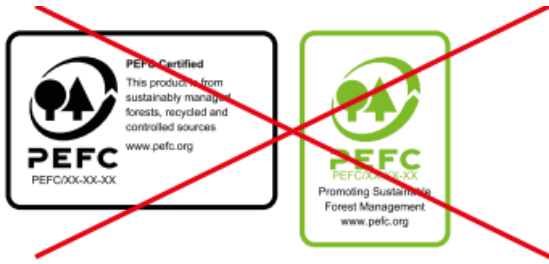 PEFC Certified
This product is from
sustainably managed
forests, recycled and
controlled sources
www.pefc.org
PEFC
PEFC/XX-XX-XX
PEFC
PEFC/XX-XX-XX
Promoting Sustainable
Forest Management
www.pefc.org